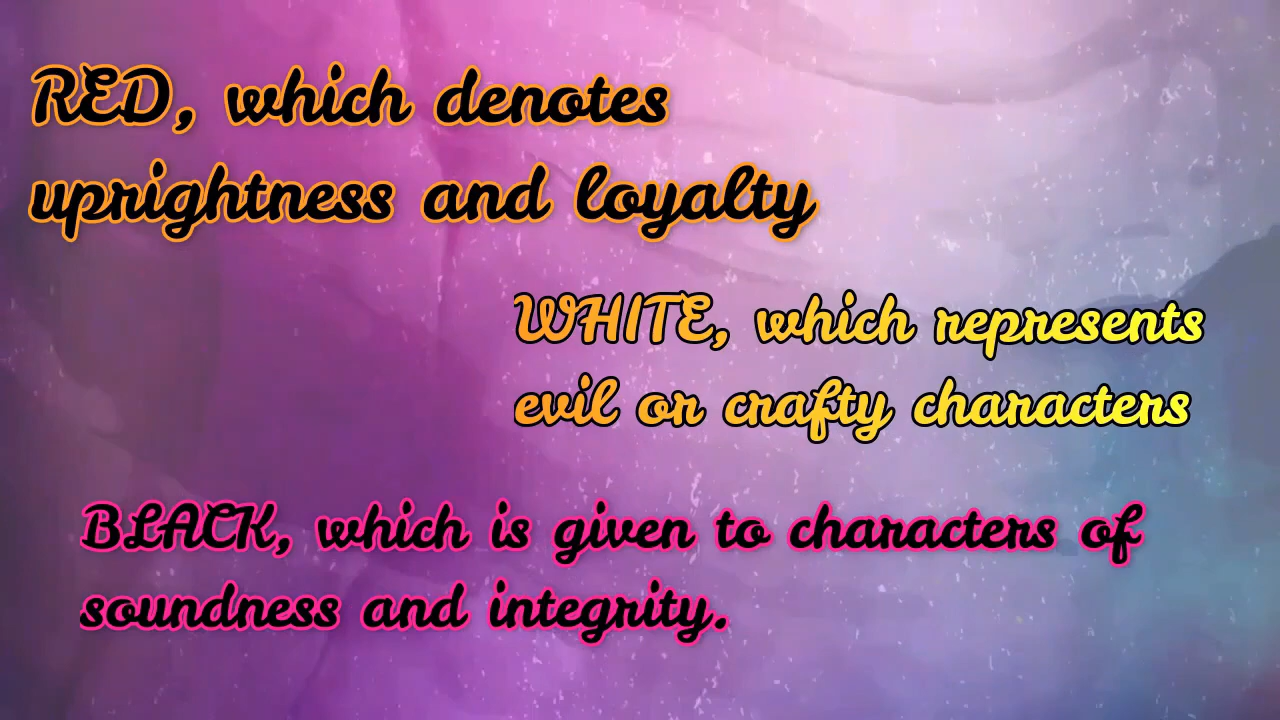 RED, which denotes
uprightness and loyalty
WHITE, which represents
evil or crafty characters
BLACK, which is given to characters of
soundness and integrity.